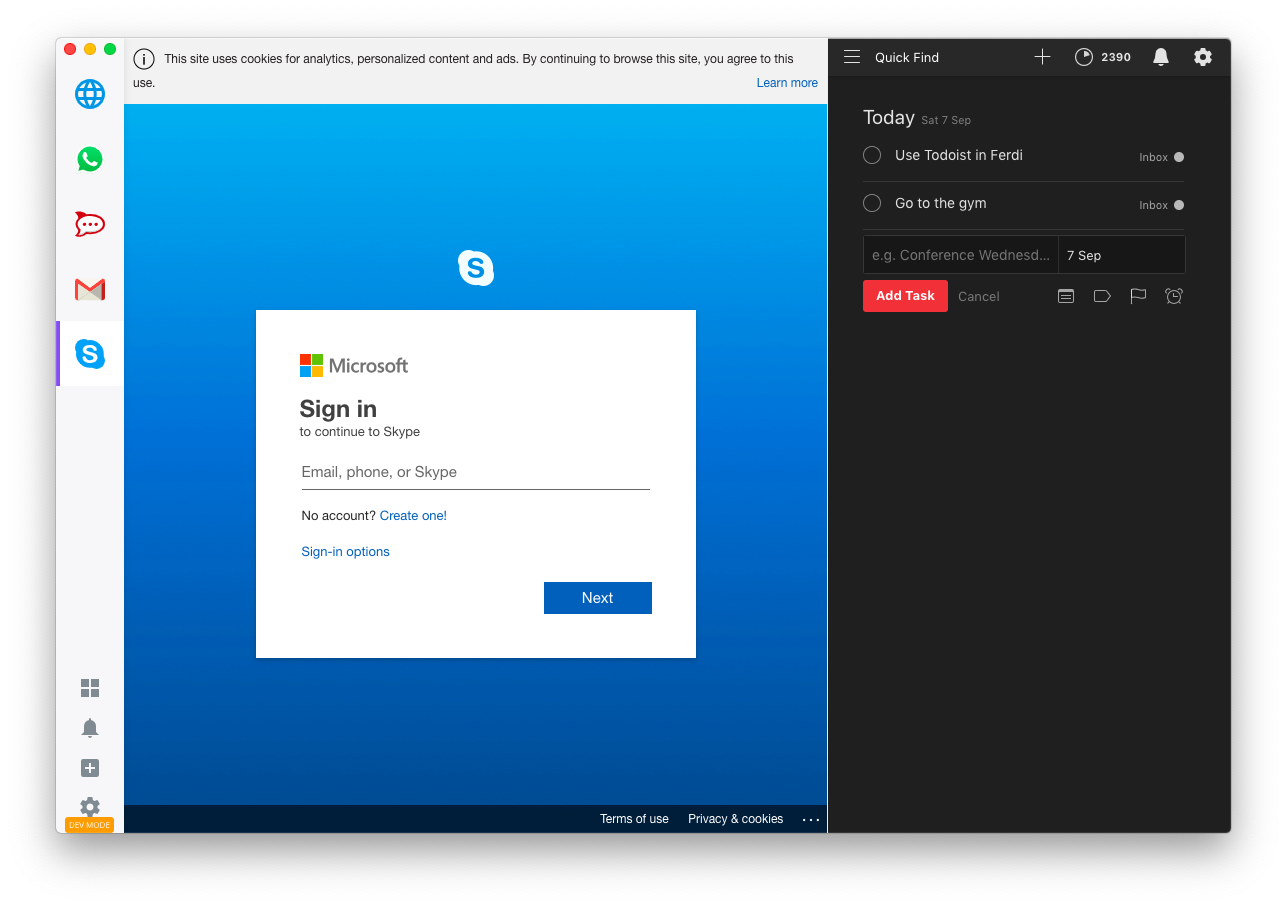 This site uses cookies for analytics, personalized content and ads. By continuing to browse this site, you agree to this
use.
Learn more
S
Microsoft
Sign in
to continue to Skype
Email, phone, or Skype
No account? Create one!
Sign-in options
Next
Terms of use
Privacy & cookies
...
S
DEV MODE
Quick Find
2390
Today Sat 7 Sep
Use Todoist in Ferdi
Inbox
Go to the gym
Inbox
e.g. Conference Wednesd...
7 Sep
Add Task
Cancel